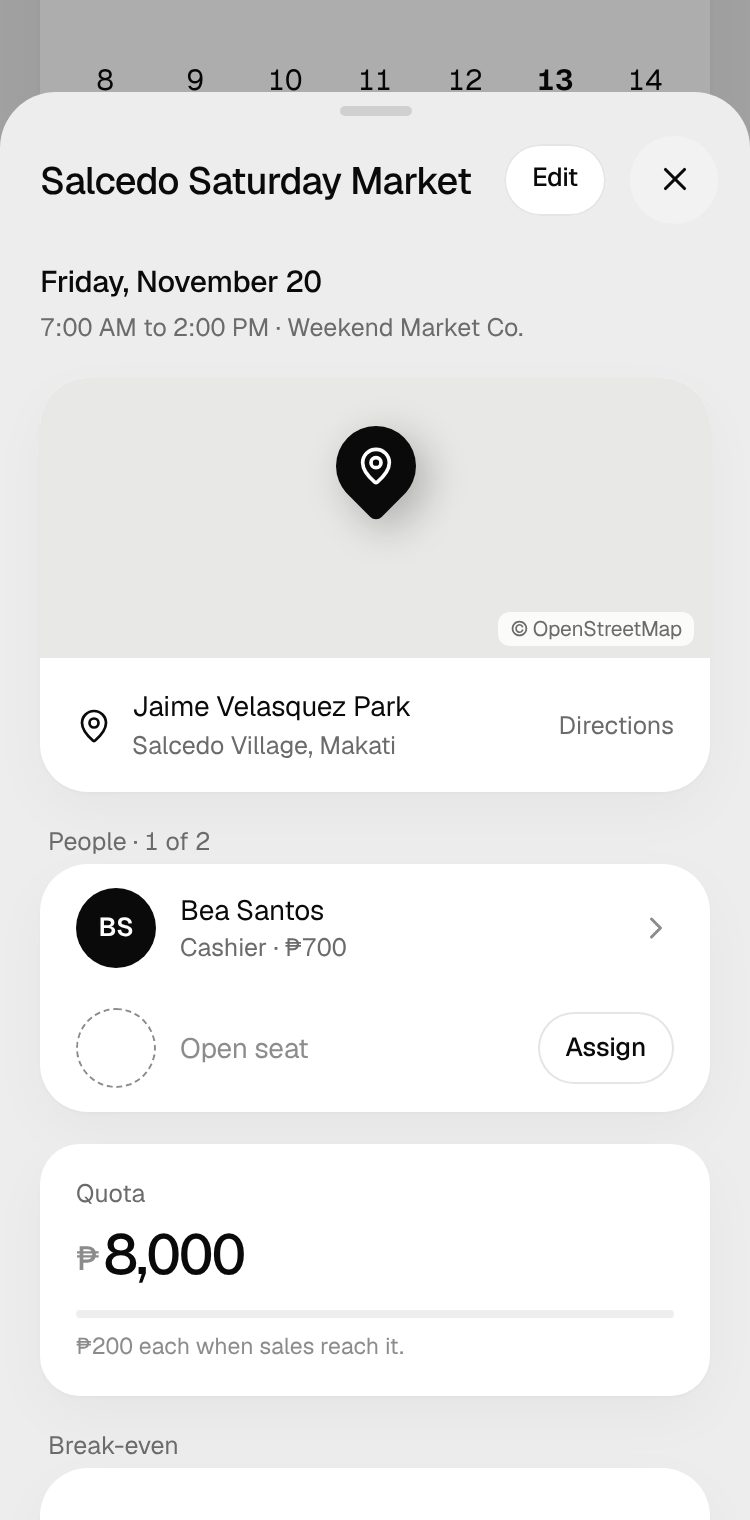 8 9 10 11 12 13 14
Salcedo Saturday Market
Edit
Friday, November 20
7:00 AM to 2:00 PM · Weekend Market Co.
© OpenStreetMap
Jaime Velasquez Park
Salcedo Village, Makati
Directions
People · 1 of 2
BS
Bea Santos
Cashier · ₱700
Open seat
Assign
Quota
₱8,000
₱200 each when sales reach it.
Break-even